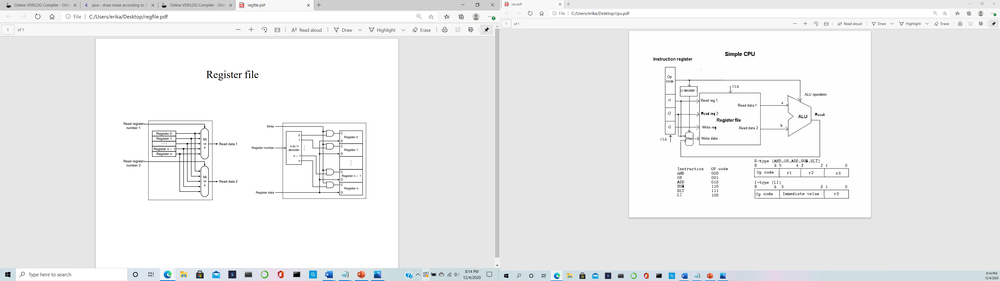 Online VERILOG Compiler - Onlin
java - draw maze according to 2
Online VERILOG Compiler - Onlin
regfile.pdf
File
C:/Users/erika/Desktop/regfile.pdf
1
of 1
Read aloud
Draw
Highlight
Erase
Register file
Read register
number 1
Register 0
Register 1
· · ·
Register n – 1
Register n
M
u
x
Read data 1
Read register
number 2
M
u
x
Read data 2
Write
0
1
n-to-1
decoder
n – 1
n
Register number
Register data
C
Register 0
D
C
Register 1
D
C
Register n – 1
D
C
Register n
D
Type here to search
8:14 PM
12/4/2020
cpu.pdf
File
C:/Users/erika/Desktop/cpu.pdf
1
of 1
Read aloud
Draw
Highlight
Erase
Simple CPU
Instruction register
Op
code
CLK
LI decoder
ALU operation
r1
Read reg 1
Read data 1
a
r2
Read reg 2
Register file
ALU
Result
r3
Write reg
Read data 2
b
CLK
Mux
Write data
R-type (AND,OR,ADD,SUB,SLT)
8 6 5 4 3 2 1 0
Op code r1 r2 r3
I-type (LI)
8 6 5 2 1 0
Op code Immediate value r3
Instruction OP code
AND 000
OR 001
ADD 010
SUB 110
SLT 111
LI 100
8:14 PM
12/4/2020